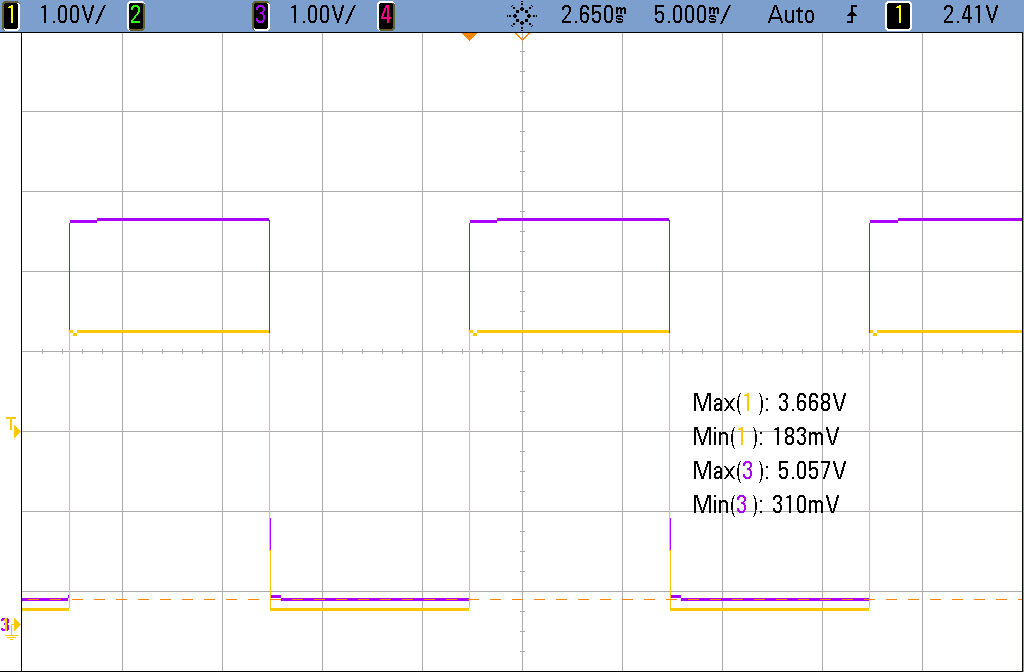 1 1.00V/ 2 3 1.00V/ 4 2.650ms 5.000ms/ Auto 1 2.41V
T
Max(1): 3.668V
Min(1): 183mV
Max(3): 5.057V
Min(3): 310mV
3